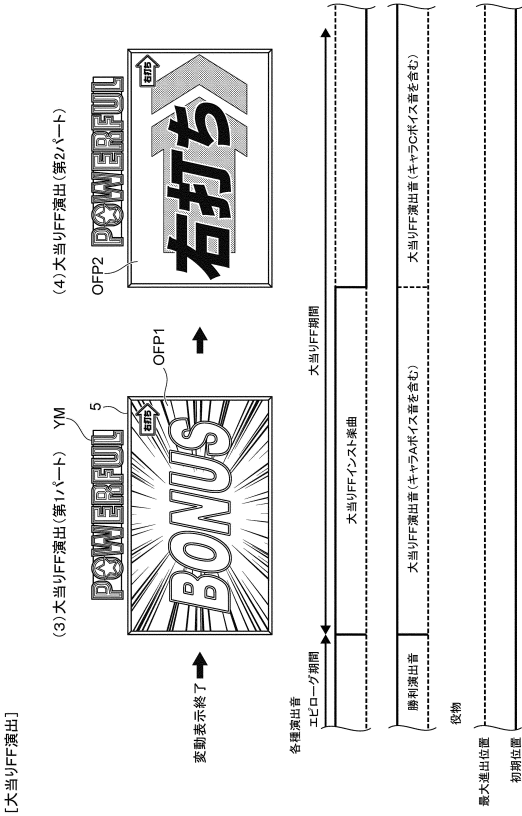 [大当りFF演出]
(3)大当りFF演出(第1パート)
(4)大当りFF演出(第2パート)
YM
POWERFUL
POWERFUL
5
OFP2
右打ち
右打ち
BONUS
右打ち
OFP1
変動表示終了
各種演出音
エピローグ期間
大当りFF期間
大当りFFインスト楽曲
勝利演出音
大当りFF演出音(キャラAボイス音を含む)
大当りFF演出音(キャラCボイス音を含む)
役物
最大進出位置
初期位置